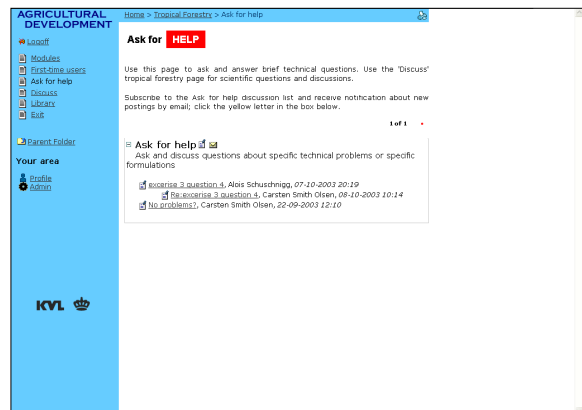 AGRICULTURAL
DEVELOPMENT
Home > Tropical Forestry > Ask for help
Logoff
Modules
First-time users
Ask for help
Discuss
Library
Exit
Parent Folder
Your area
Profile
Admin
KVL
Ask for HELP
Use this page to ask and answer brief technical questions. Use the 'Discuss'
tropical forestry page for scientific questions and discussions.
Subscribe to the Ask for help discussion list and receive notification about new
postings by email; click the yellow letter in the box below.
1 of 1
Ask for help
Ask and discuss questions about specific technical problems or specific
formulations
excerise 3 question 4, Alois Schuschnigg, 07-10-2003 20:19
Re:excerise 3 question 4, Carsten Smith Olsen, 08-10-2003 10:14
No problems?, Carsten Smith Olsen, 22-09-2003 12:10